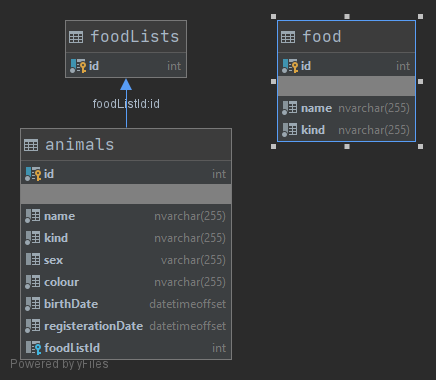 foodLists
id int
foodListId:id
animals
id int
name nvarchar(255)
kind nvarchar(255)
sex varchar(255)
colour nvarchar(255)
birthDate datetimeoffset
registerationDate datetimeoffset
foodListId int
food
id int
name nvarchar(255)
kind nvarchar(255)
Powered by yFiles